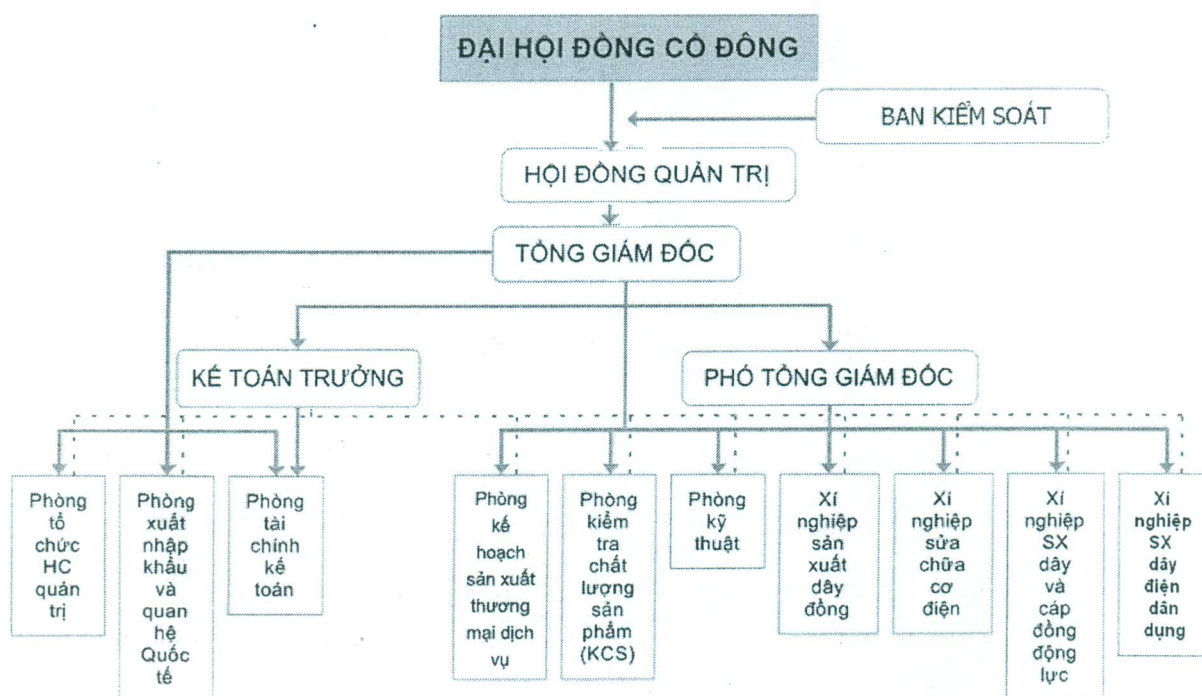 ĐẠI HỘI ĐỒNG CỔ ĐÔNG
BAN KIỂM SOÁT
HỘI ĐỒNG QUẢN TRỊ
TỔNG GIÁM ĐỐC
KẾ TOÁN TRƯỞNG
PHÓ TỔNG GIÁM ĐỐC
Phòng
tổ
chức
HC
quản
trị
Phòng
xuất
nhập
khẩu
và
quan
hệ
Quốc
tế
Phòng
tài
chính
kế
toán
Phòng
kế
hoạch
sản xuất
thương
mại dịch
vụ
Phòng
kiểm
tra
chất
lượng
sản
phẩm
(KCS)
Phòng
kỹ
thuật
Xí
nghiệp
sản
xuất
dây
đồng
Xí
nghiệp
sửa
chữa
cơ
điện
Xí
nghiệp
SX
dây
và
cáp
đồng
động
lực
Xí
nghiệp
SX
dây
điện
dân
dụng